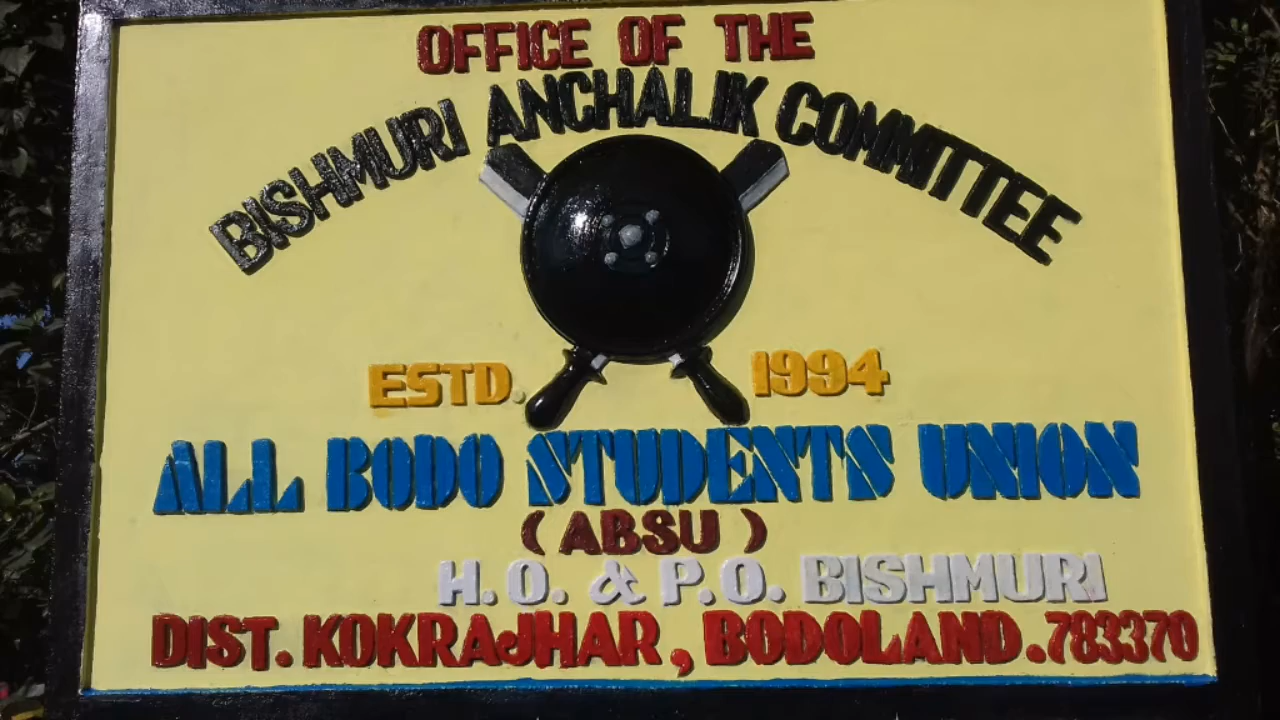 OFFICE OF THE
BISHMURI ANCHALIK COMMITTEE
ESTD. 1994
ALL BODO STUDENTS UNION
( ABSU )
H.O. & P.O. BISHMURI
DIST. KOKRAJHAR, BODOLAND.783370